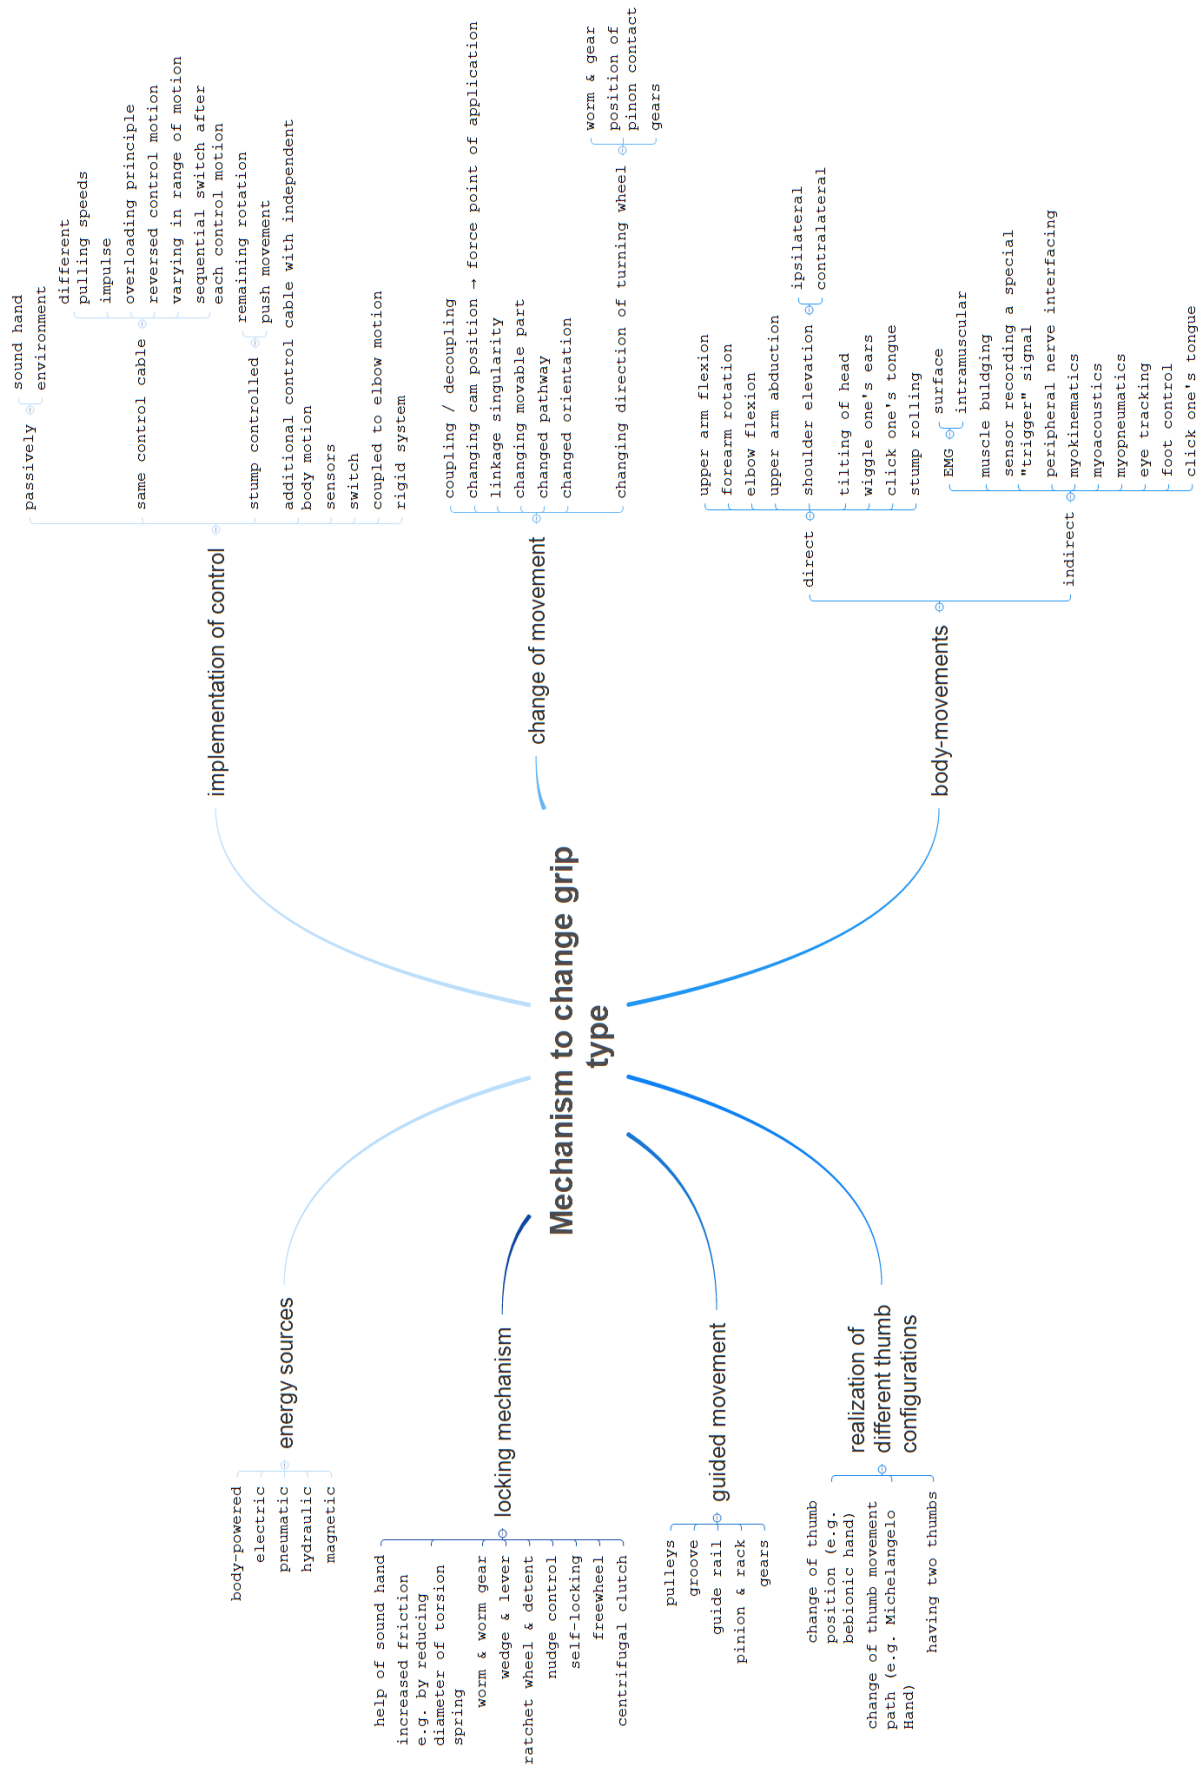 Mechanism to change grip
type
implementation of control
passively
sound hand
environment
same control cable
different
pulling speeds
impulse
overloading principle
reversed control motion
varying in range of motion
sequential switch after
each control motion
stump controlled
remaining rotation
push movement
additional control cable with independent
body motion
sensors
switch
coupled to elbow motion
rigid system
change of movement
coupling / decoupling
changing cam position → force point of application
linkage singularity
changing movable part
changed pathway
changed orientation
changing direction of turning wheel
worm & gear
position of
pinon contact
gears
body-movements
direct
upper arm flexion
forearm rotation
elbow flexion
upper arm abduction
shoulder elevation
ipsilateral
contralateral
tilting of head
wiggle one's ears
click one's tongue
stump rolling
indirect
EMG
surface
intramuscular
muscle buldging
sensor recording a special
"trigger" signal
peripheral nerve interfacing
myokinematics
myoacoustics
myopneumatics
eye tracking
foot control
click one's tongue
energy sources
body-powered
electric
pneumatic
hydraulic
magnetic
locking mechanism
help of sound hand
increased friction
e.g. by reducing
diameter of torsion
spring
worm & worm gear
wedge & lever
ratchet wheel & detent
nudge control
self-locking
freewheel
centrifugal clutch
guided movement
pulleys
groove
guide rail
pinion & rack
gears
realization of
different thumb
configurations
change of thumb
position (e.g.
bebionic hand)
change of thumb movement
path (e.g. Michelangelo
Hand)
having two thumbs